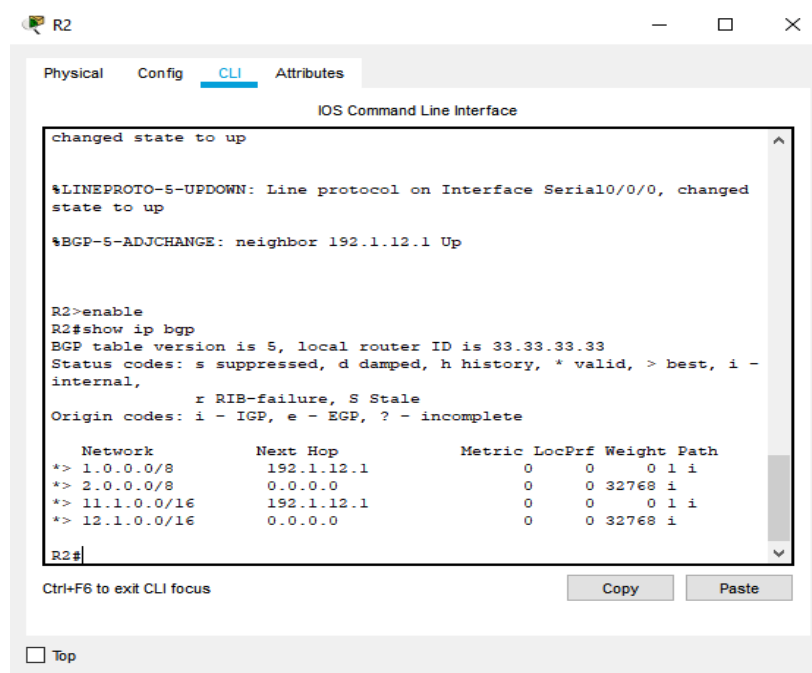 R2
Physical Config CLI Attributes
IOS Command Line Interface
changed state to up
%LINEPROTO-5-UPDOWN: Line protocol on Interface Serial0/0/0, changed
state to up
%BGP-5-ADJCHANGE: neighbor 192.1.12.1 Up
R2>enable
R2#show ip bgp
BGP table version is 5, local router ID is 33.33.33.33
Status codes: s suppressed, d damped, h history, * valid, > best, i -
internal,
r RIB-failure, S Stale
Origin codes: i - IGP, e - EGP, ? - incomplete
Network Next Hop Metric LocPrf Weight Path
*> 1.0.0.0/8 192.1.12.1 0 0 0 1 i
*> 2.0.0.0/8 0.0.0.0 0 0 32768 i
*> 11.1.0.0/16 192.1.12.1 0 0 0 1 i
*> 12.1.0.0/16 0.0.0.0 0 0 32768 i
R2#
Ctrl+F6 to exit CLI focus Copy Paste
Top